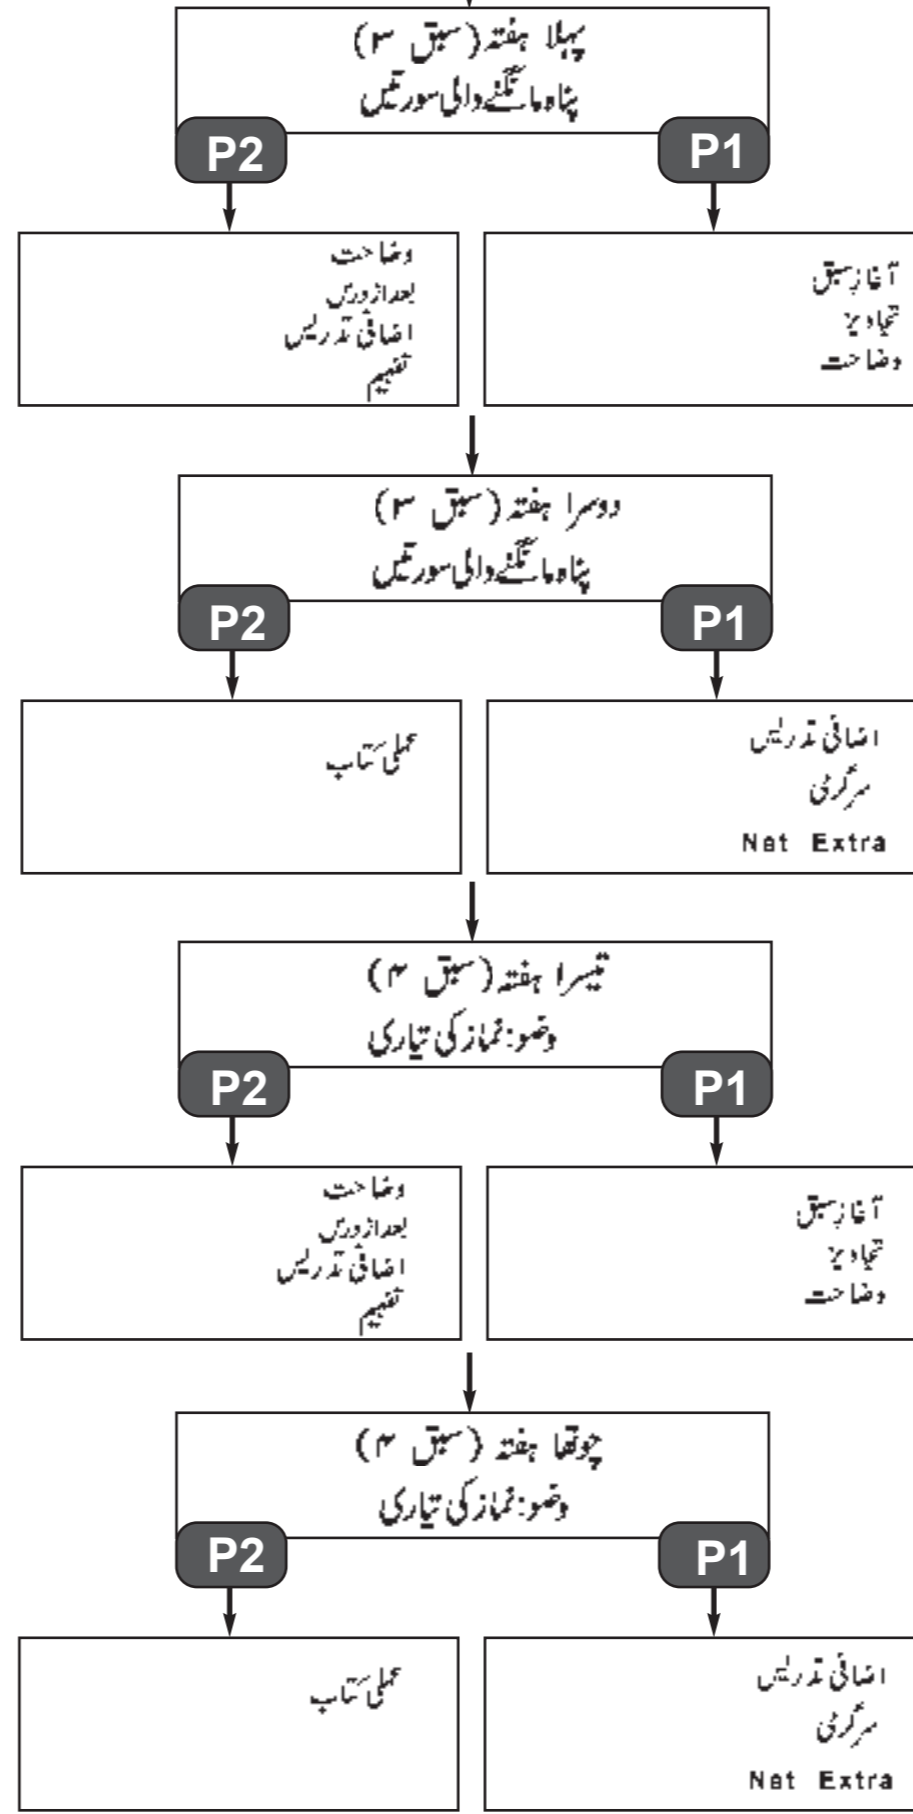 پہلا ہفتہ (سبق ۳)
پناہ مانگنے والی سورتیں
P1
P2
آغازِ سبق
تجاویز
وضاحت
وضاحت
بعد از درس
اضافی تدریس
تفہیم
دوسرا ہفتہ (سبق ۳)
پناہ مانگنے والی سورتیں
P1
P2
اضافی تدریس
سرگرمی
Net Extra
عملی کتاب
تیسرا ہفتہ (سبق ۴)
وضو: نماز کی تیاری
P1
P2
آغازِ سبق
تجاویز
وضاحت
وضاحت
بعد از درس
اضافی تدریس
تفہیم
چوتھا ہفتہ (سبق ۴)
وضو: نماز کی تیاری
P1
P2
اضافی تدریس
سرگرمی
Net Extra
عملی کتاب